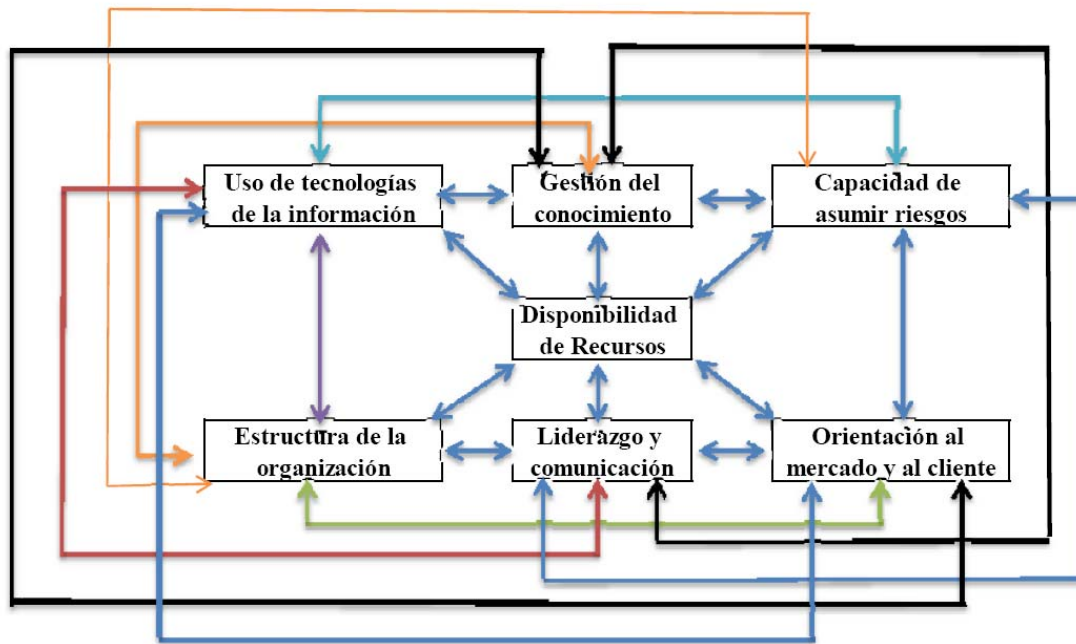 Uso de tecnologías
de la información
Gestión del
conocimiento
Capacidad de
asumir riesgos
Disponibilidad
de Recursos
Estructura de la
organización
Liderazgo y
comunicación
Orientación al
mercado y al cliente